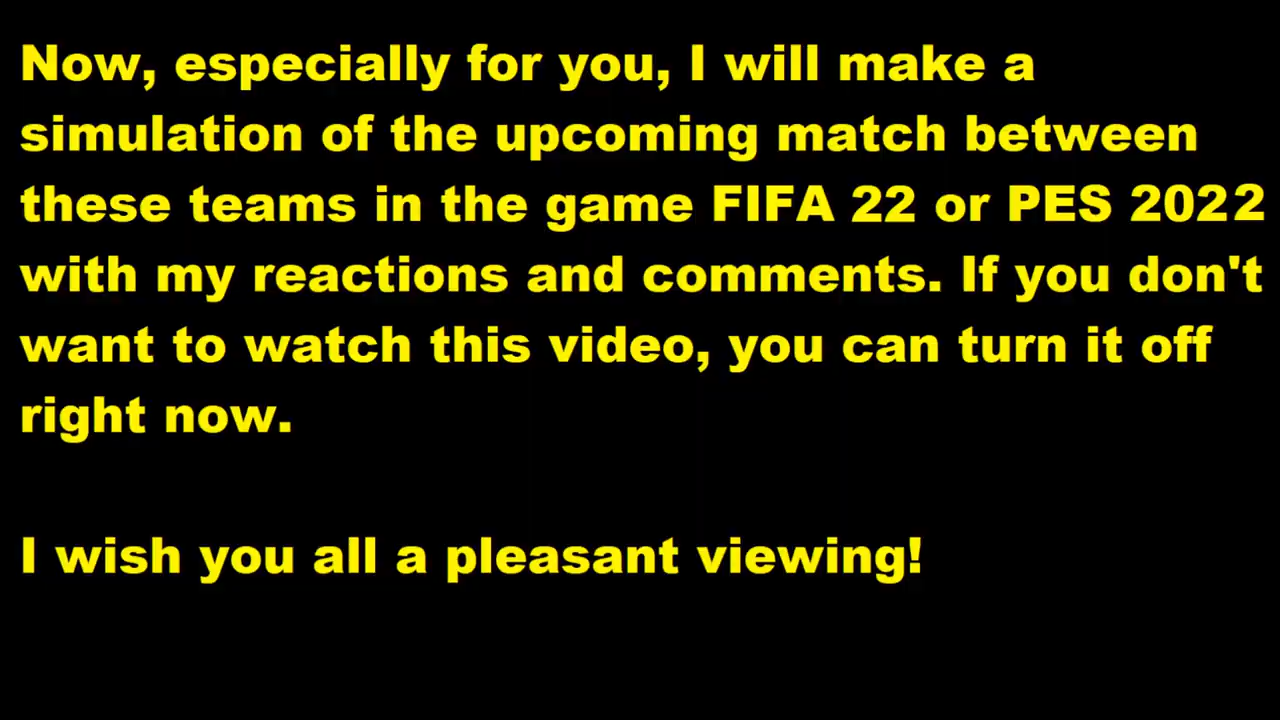 Now, especially for you, I will make a
simulation of the upcoming match between
these teams in the game FIFA 22 or PES 2022
with my reactions and comments. If you don't
want to watch this video, you can turn it off
right now.
I wish you all a pleasant viewing!